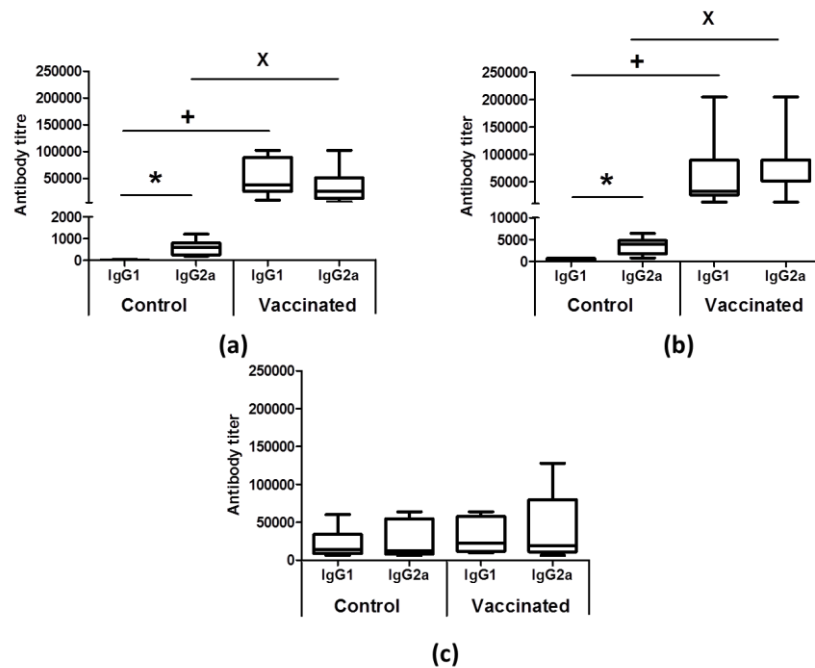 X
250000
200000
150000
100000
50000
2000
1000
0
Antibody titre
+
*
IgG1 IgG2a IgG1 IgG2a
Control Vaccinated
(a)
X
+
250000
200000
150000
100000
50000
10000
5000
0
Antibody titer
*
IgG1 IgG2a IgG1 IgG2a
Control Vaccinated
(b)
250000
200000
150000
100000
50000
0
Antibody titer
IgG1 IgG2a IgG1 IgG2a
Control Vaccinated
(c)